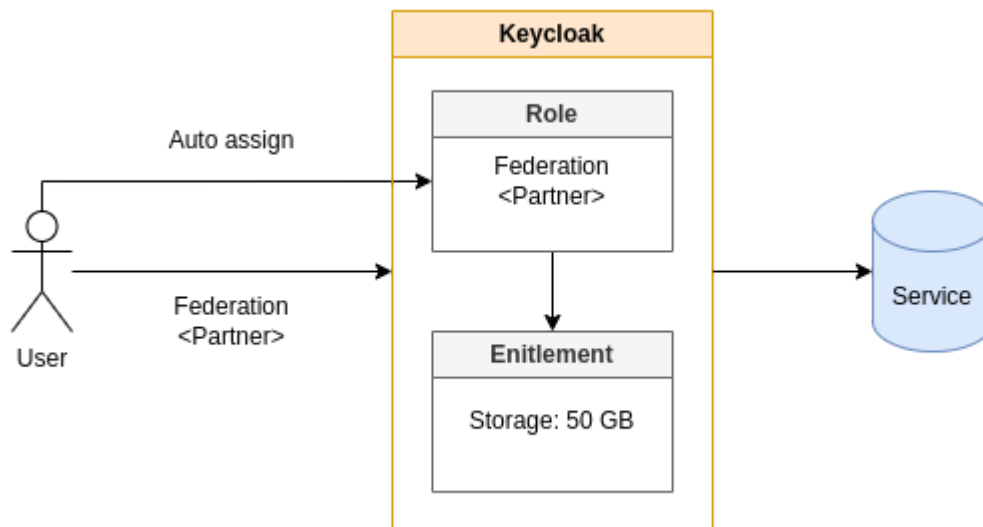 Keycloak
Role
Auto assign
Federation
<Partner>
Federation
<Partner>
Service
User
Enitlement
Storage: 50 GB